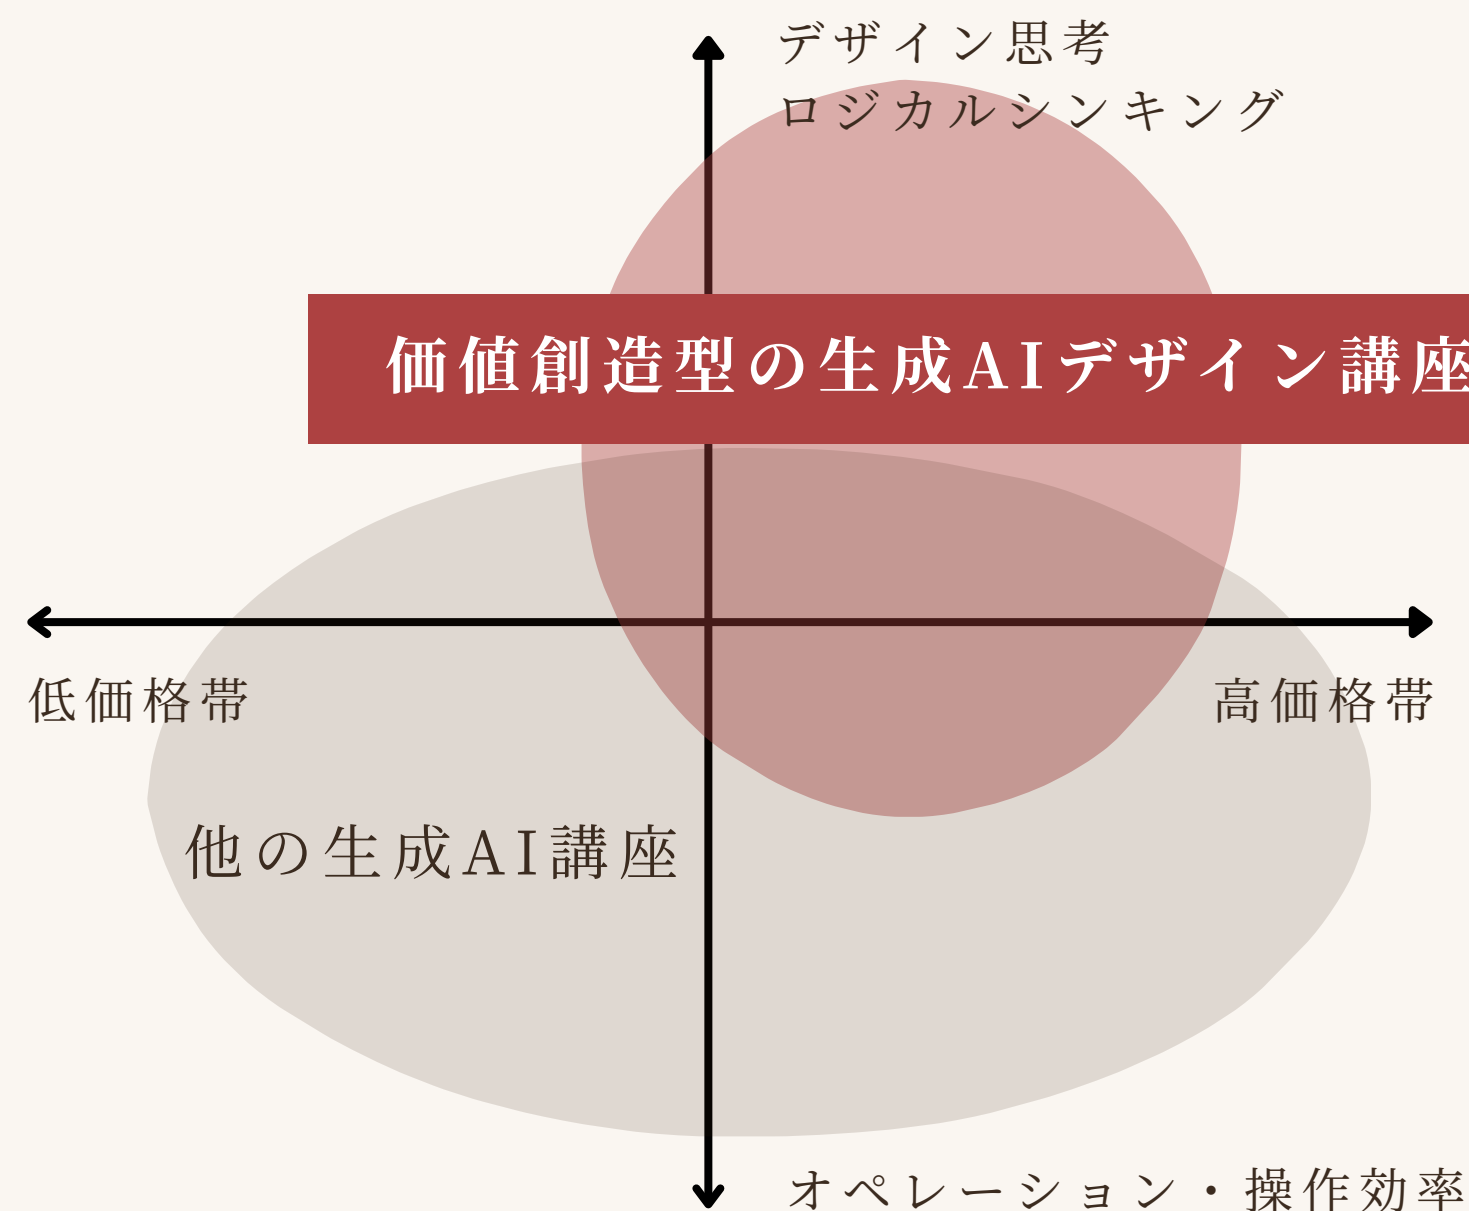 デザイン思考
ロジカルシンキング
価値創造型の生成AIデザイン講座
低価格帯
高価格帯
他の生成AI講座
オペレーション・操作効率